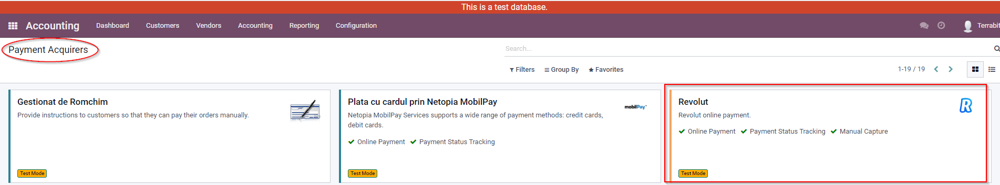 This is a test database.
Accounting Dashboard Customers Vendors Accounting Reporting Configuration Terrabit
Payment Acquirers
Search...
Filters Group By Favorites 1-19 / 19
Gestionat de Romchim
Provide instructions to customers so that they can pay their orders manually.
Test Mode
Plata cu cardul prin Netopia MobilPay
Netopia MobilPay Services supports a wide range of payment methods: credit cards,
debit cards.
mobilPay
Online Payment Payment Status Tracking
Test Mode
Revolut
Revolut online payment.
R
Online Payment Payment Status Tracking Manual Capture
Test Mode